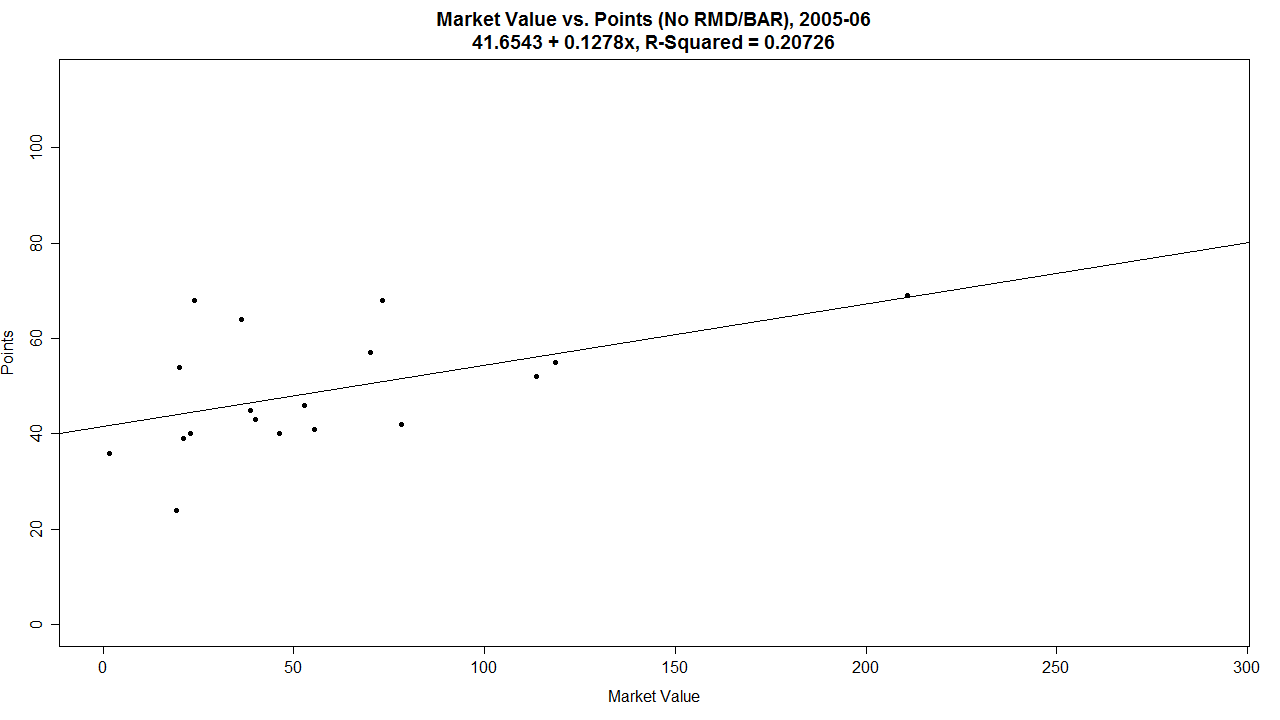 Market Value vs. Points (No RMD/BAR), 2005-06
41.6543 + 0.1278x, R-Squared = 0.20726
Points
100
80
60
40
20
0
0 50 100 150 200 250 300
Market Value